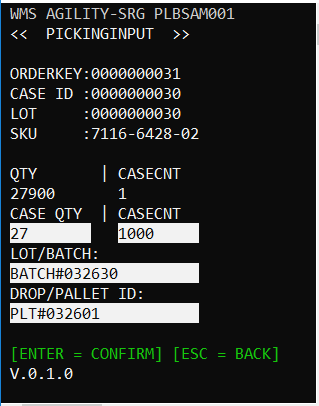 WMS AGILITY-SRG PLBSAM001
<<  PICKINGINPUT  >>
ORDERKEY:0000000031
CASE ID :0000000030
LOT     :0000000030
SKU     :7116-6428-02
QTY       | CASECNT
27900       1
CASE QTY  | CASECNT
27          1000
LOT/BATCH:
BATCH#032630
DROP/PALLET ID:
PLT#032601
[ENTER = CONFIRM] [ESC = BACK]
V.0.1.0